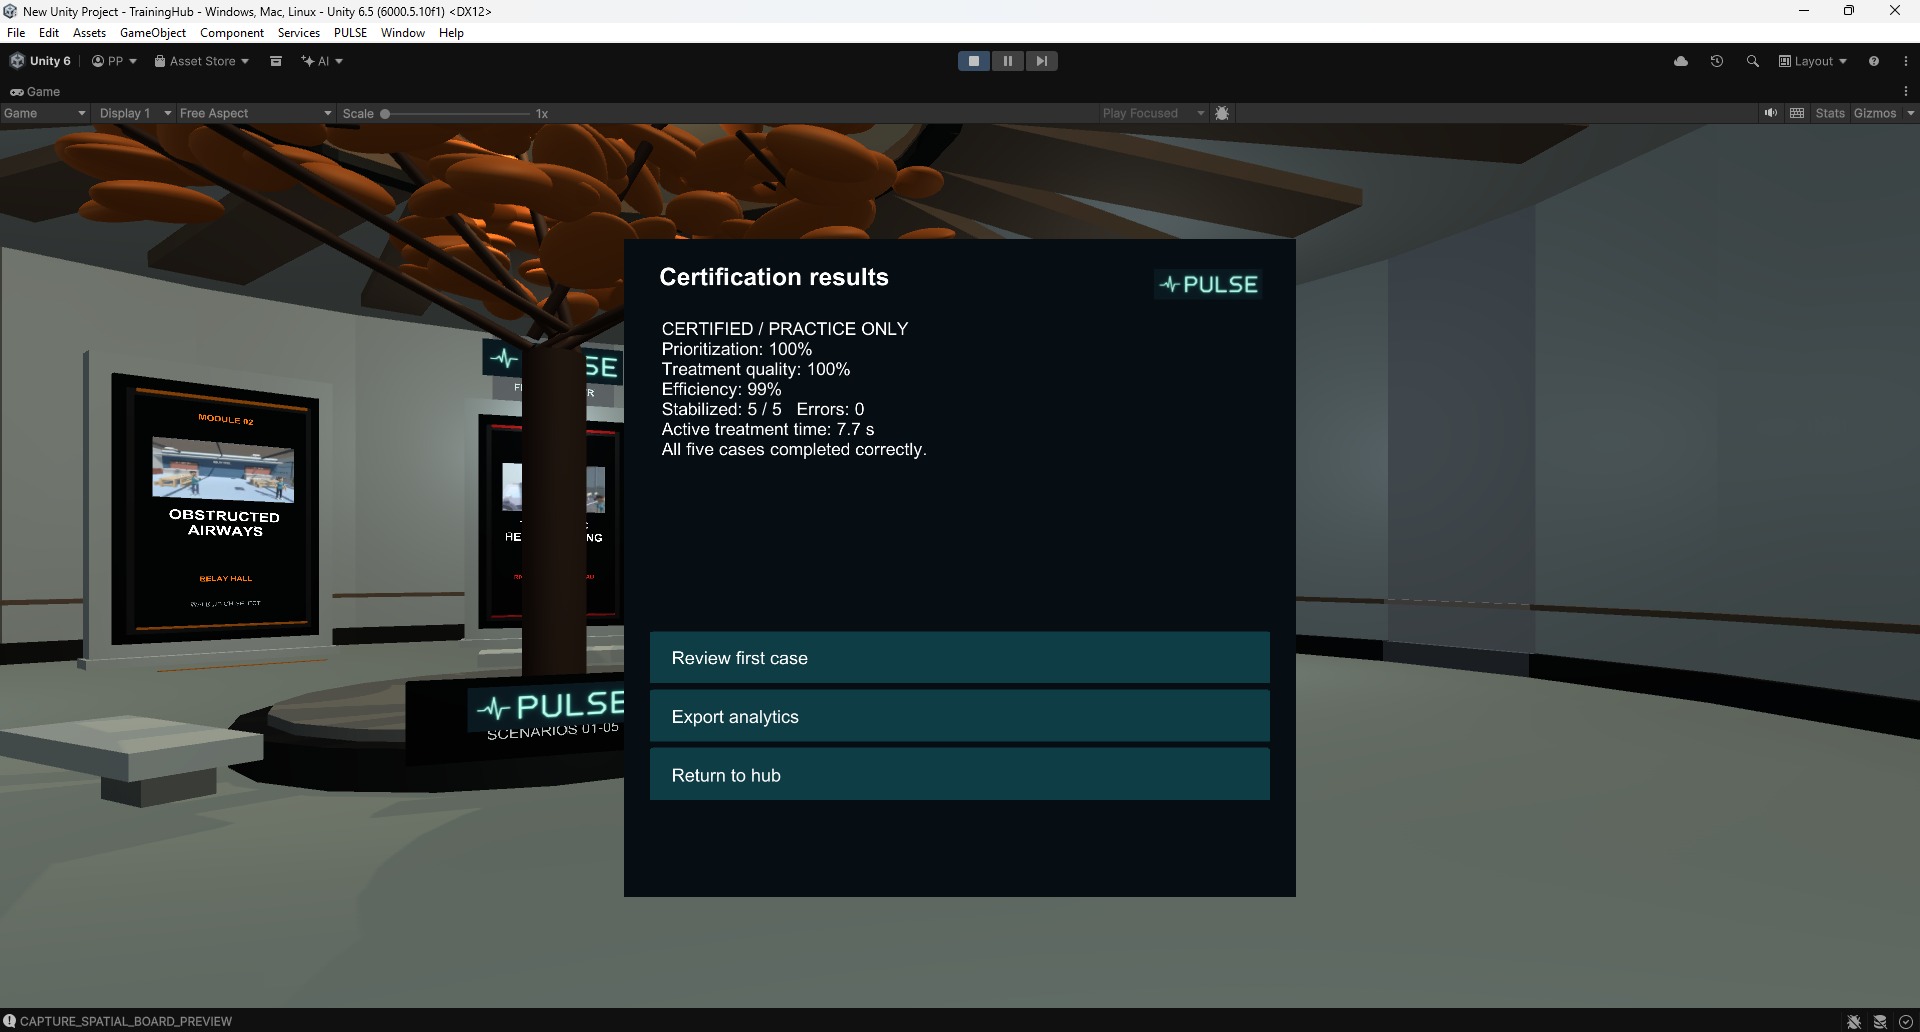 New Unity Project - TrainingHub - Windows, Mac, Linux - Unity 6.5 (6000.5.10f1) <DX12>
File Edit Assets GameObject Component Services PULSE Window Help
Unity 6 PP Asset Store AI Layout
Game
Game Display 1 Free Aspect Scale 1x Play Focused Stats Gizmos
Certification results
PULSE
CERTIFIED / PRACTICE ONLY
Prioritization: 100%
Treatment quality: 100%
Efficiency: 99%
Stabilized: 5 / 5 Errors: 0
Active treatment time: 7.7 s
All five cases completed correctly.
Review first case
Export analytics
Return to hub
MODULE 02
OBSTRUCTED
AIRWAYS
RELAY HALL
PULSE
SCENARIOS 01-05
CAPTURE_SPATIAL_BOARD_PREVIEW